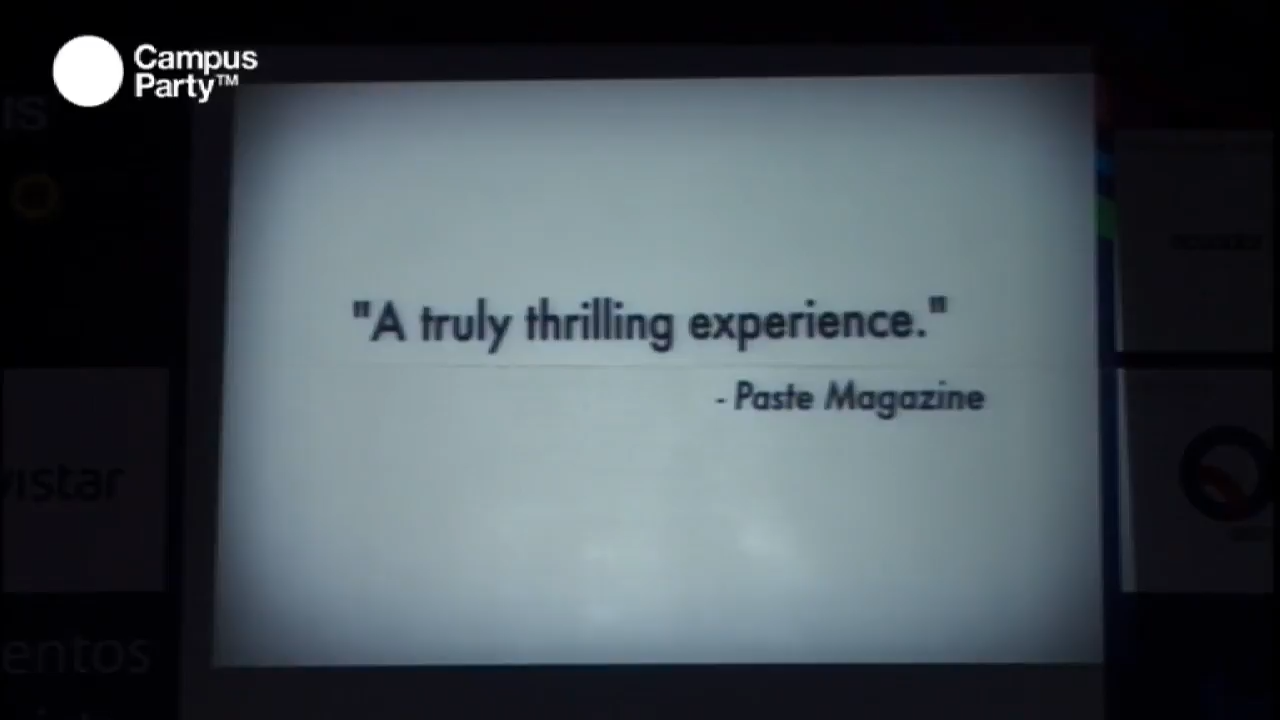 Campus
Party™
"A truly thrilling experience."
- Paste Magazine
vistar
entos